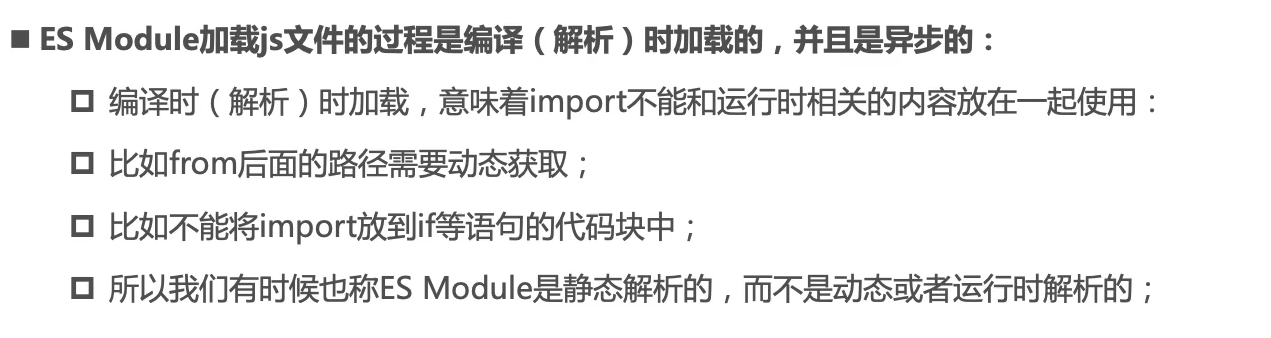 ES Module加载js文件的过程是编译（解析）时加载的，并且是异步的：
编译时（解析）时加载，意味着import不能和运行时相关的内容放在一起使用：
比如from后面的路径需要动态获取；
比如不能将import放到if等语句的代码块中；
所以我们有时候也称ES Module是静态解析的，而不是动态或者运行时解析的；